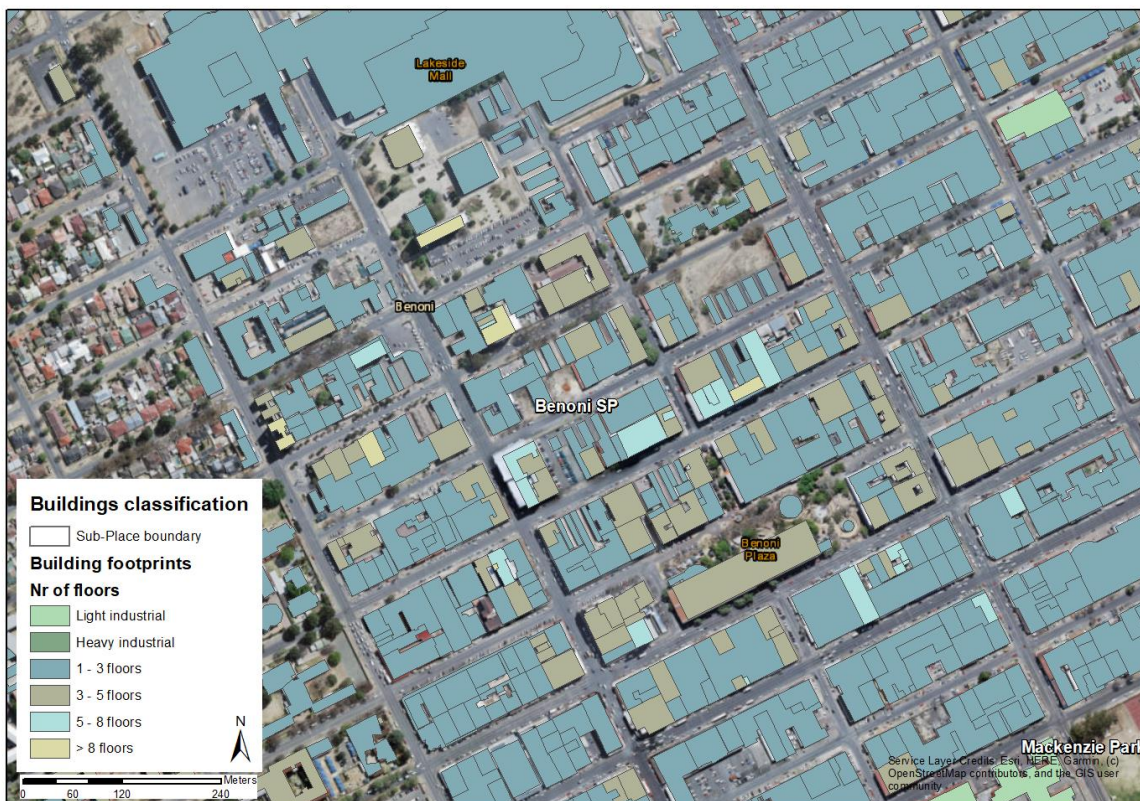 Lakeside
Mall
Benoni
Benoni SP
Benoni
Plaza
Mackenzie Park
Buildings classification
Sub-Place boundary
Building footprints
Nr of floors
Light industrial
Heavy industrial
1 - 3 floors
3 - 5 floors
5 - 8 floors
> 8 floors
N
Meters
0 60 120 240
Service Layer Credits: Esri, HERE, Garmin, (c)
OpenStreetMap contributors, and the GIS user
community